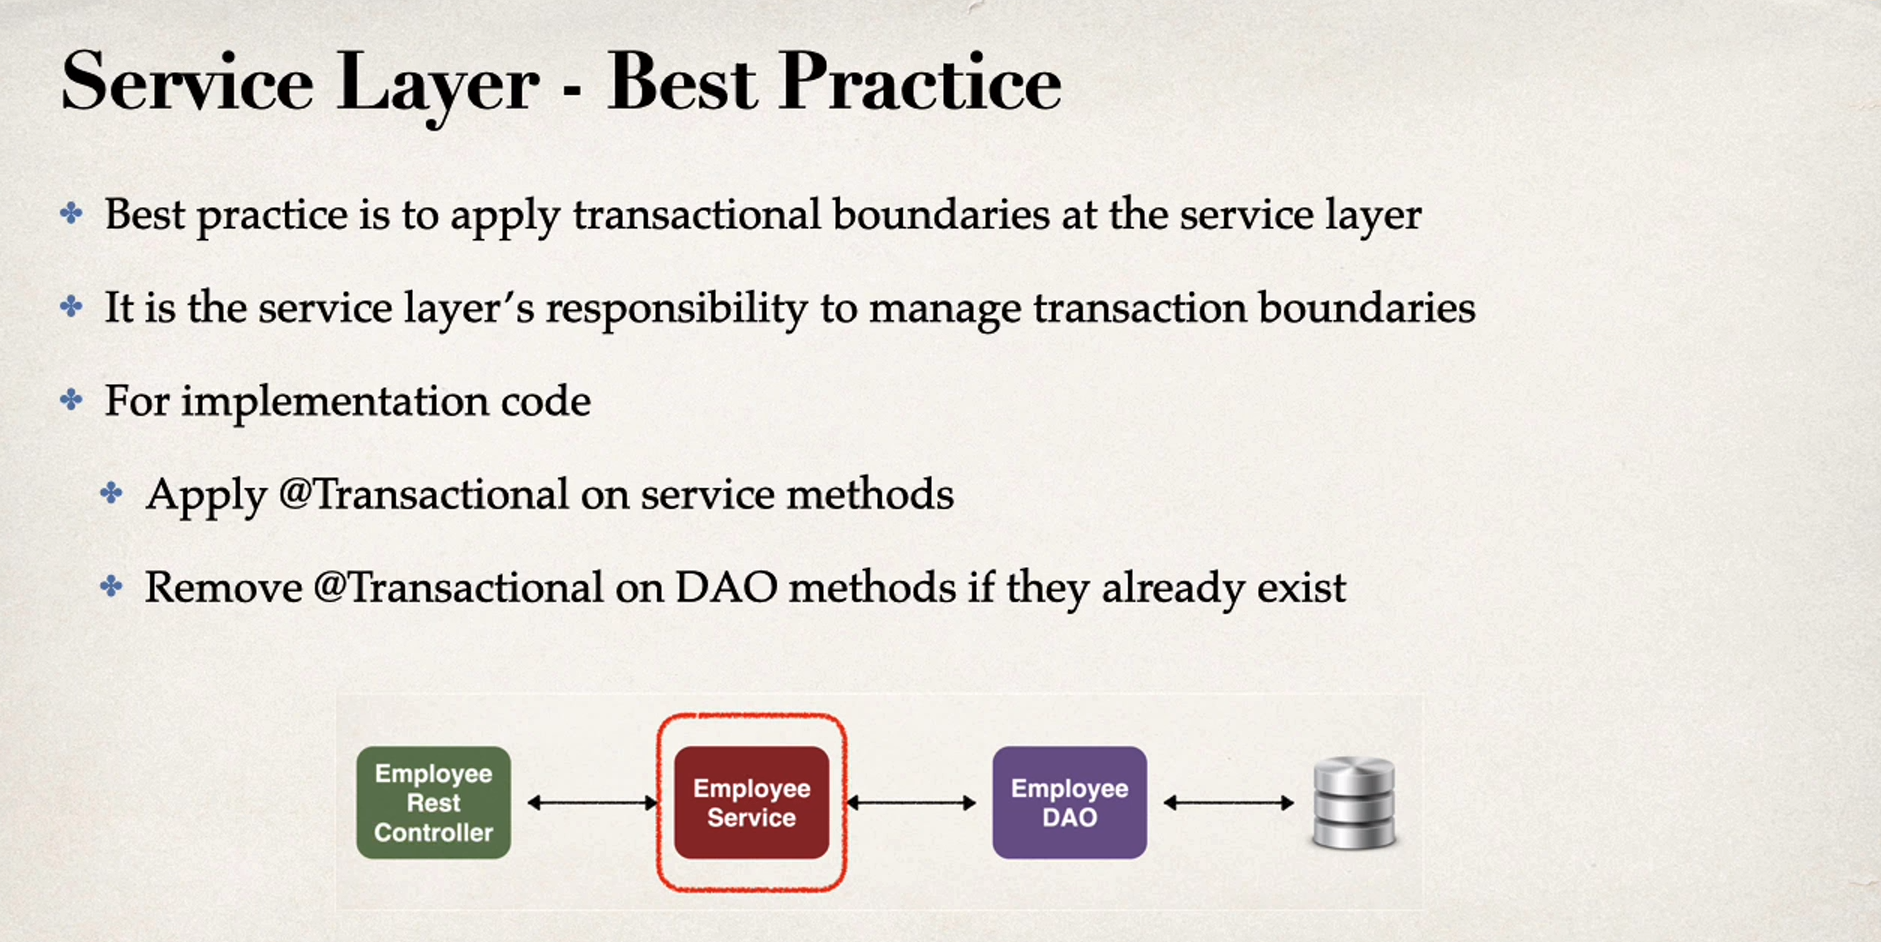 Service Layer - Best Practice
Best practice is to apply transactional boundaries at the service layer
It is the service layer’s responsibility to manage transaction boundaries
For implementation code
Apply @Transactional on service methods
Remove @Transactional on DAO methods if they already exist
Employee
Rest
Controller
Employee
Service
Employee
DAO